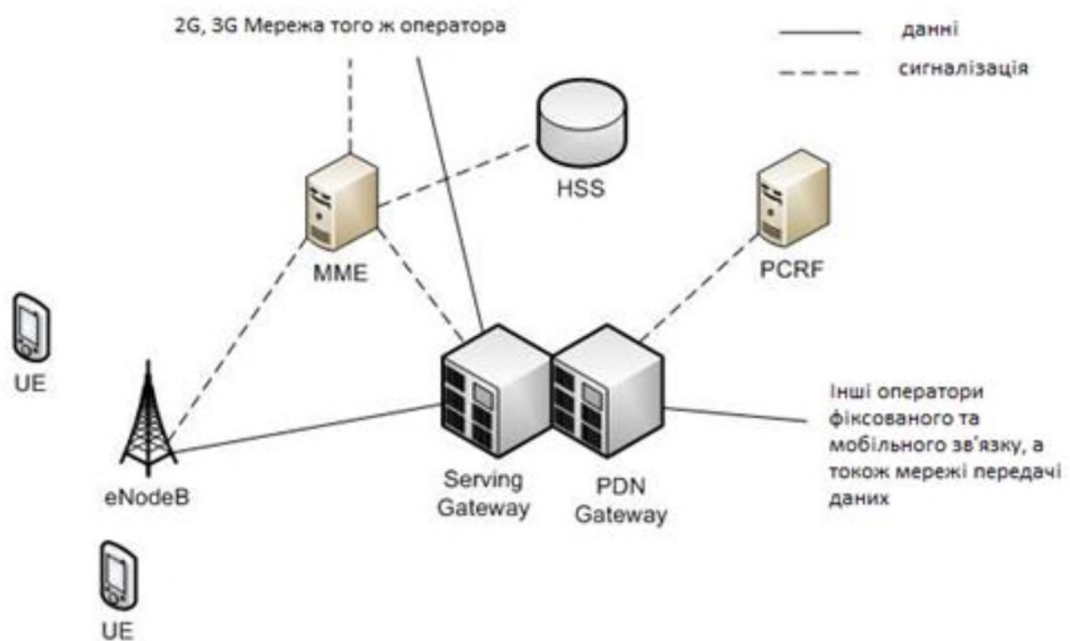 2G, 3G Мережа того ж оператора
данні
сигналізація
HSS
MME
PCRF
UE
Інші оператори
фіксованого та
мобільного зв'язку, а
токож мережі передачі
даних
eNodeB
Serving
Gateway
PDN
Gateway
UE